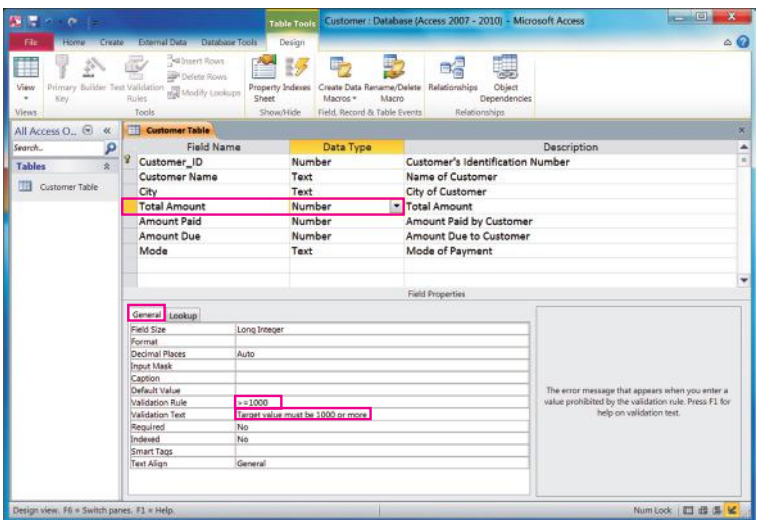 Table Tools
Customer : Database (Access 2007 - 2010) - Microsoft Access
File Home Create External Data Database Tools Design
View
Primary Key
Builder
Test Validation Rules
Insert Rows
Delete Rows
Modify Lookups
Property Sheet
Indexes
Create Data Macros
Rename/Delete Macro
Relationships
Object Dependencies
Views Tools Show/Hide Field, Record & Table Events Relationships
All Access O... «
Customer Table
Search..
Tables
Customer Table
Field Name Data Type Description
Customer_ID Number Customer's Identification Number
Customer Name Text Name of Customer
City Text City of Customer
Total Amount Number Total Amount
Amount Paid Number Amount Paid by Customer
Amount Due Number Amount Due to Customer
Mode Text Mode of Payment
Field Properties
General Lookup
Field Size Long Integer
Format
Decimal Places Auto
Input Mask
Caption
Default Value
Validation Rule >=1000
Validation Text Target value must be 1000 or more
Required No
Indexed No
Smart Tags
Text Align General
The error message that appears when you enter a
value prohibited by the validation rule. Press F1 for
help on validation text.
Design view. F6 = Switch panes. F1 = Help.
Num Lock